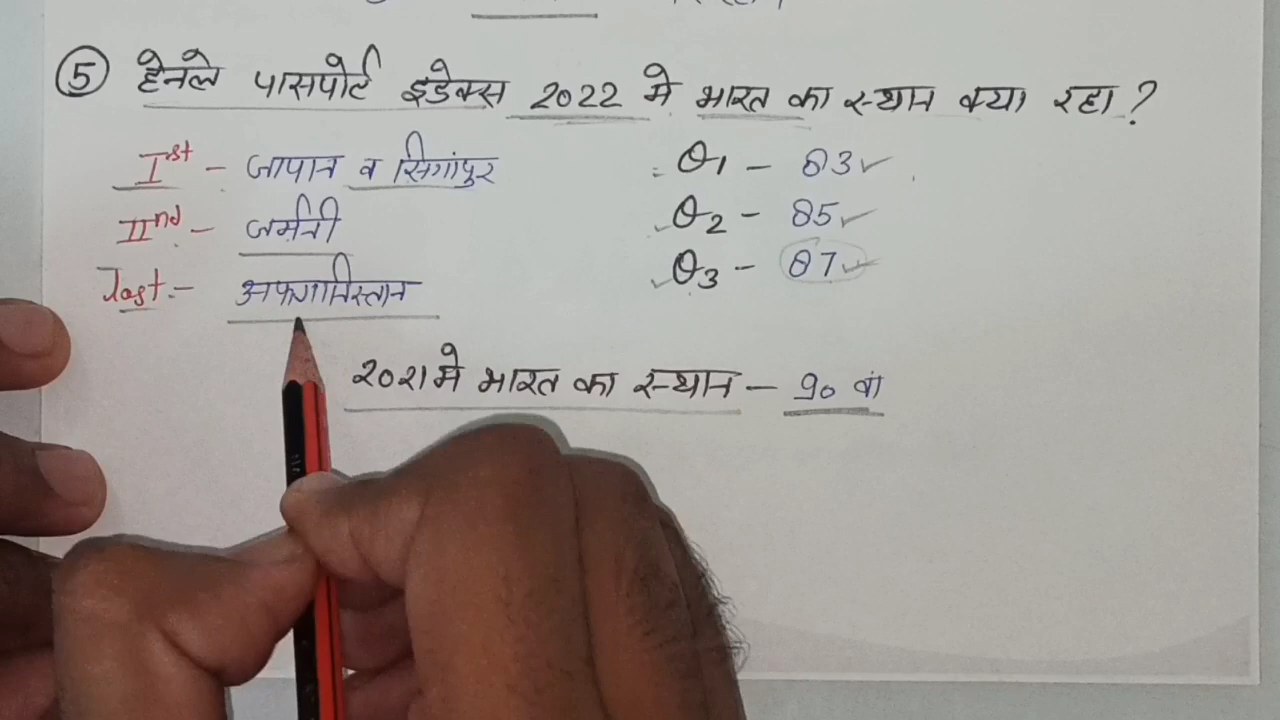 ⑤ हेनले पासपोर्ट इंडेक्स 2022 मे भारत का स्थान क्या रहा?
Ist - जापान व सिगांपुर
Q1 - 83
IInd - जर्मनी
Q2 - 85
last - अफगानिस्तान
Q3 - 87
२०२१ मे भारत का स्थान - ९० वां